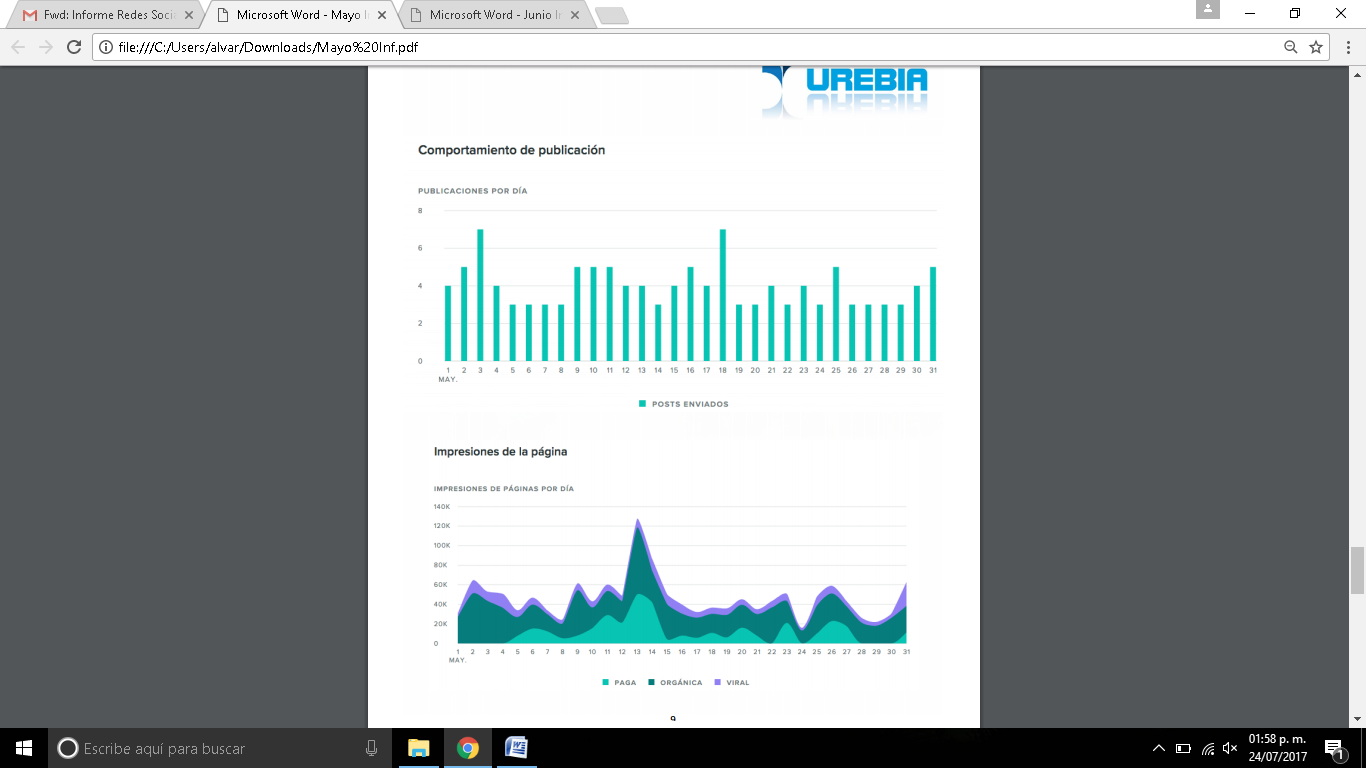 Fwd: Informe Redes Soci
Microsoft Word - Mayo I
Microsoft Word - Junio I
file:///C:/Users/alvar/Downloads/Mayo%20Inf.pdf
UREBIA
Comportamiento de publicación
PUBLICACIONES POR DÍA
8
6
4
2
0
1 2 3 4 5 6 7 8 9 10 11 12 13 14 15 16 17 18 19 20 21 22 23 24 25 26 27 28 29 30 31
MAY.
POSTS ENVIADOS
Impresiones de la página
IMPRESIONES DE PÁGINAS POR DÍA
140K
120K
100K
80K
60K
40K
20K
0
1 2 3 4 5 6 7 8 9 10 11 12 13 14 15 16 17 18 19 20 21 22 23 24 25 26 27 28 29 30 31
MAY.
PAGA ORGÁNICA VIRAL
9
Escribe aquí para buscar
01:58 p. m.
24/07/2017
1